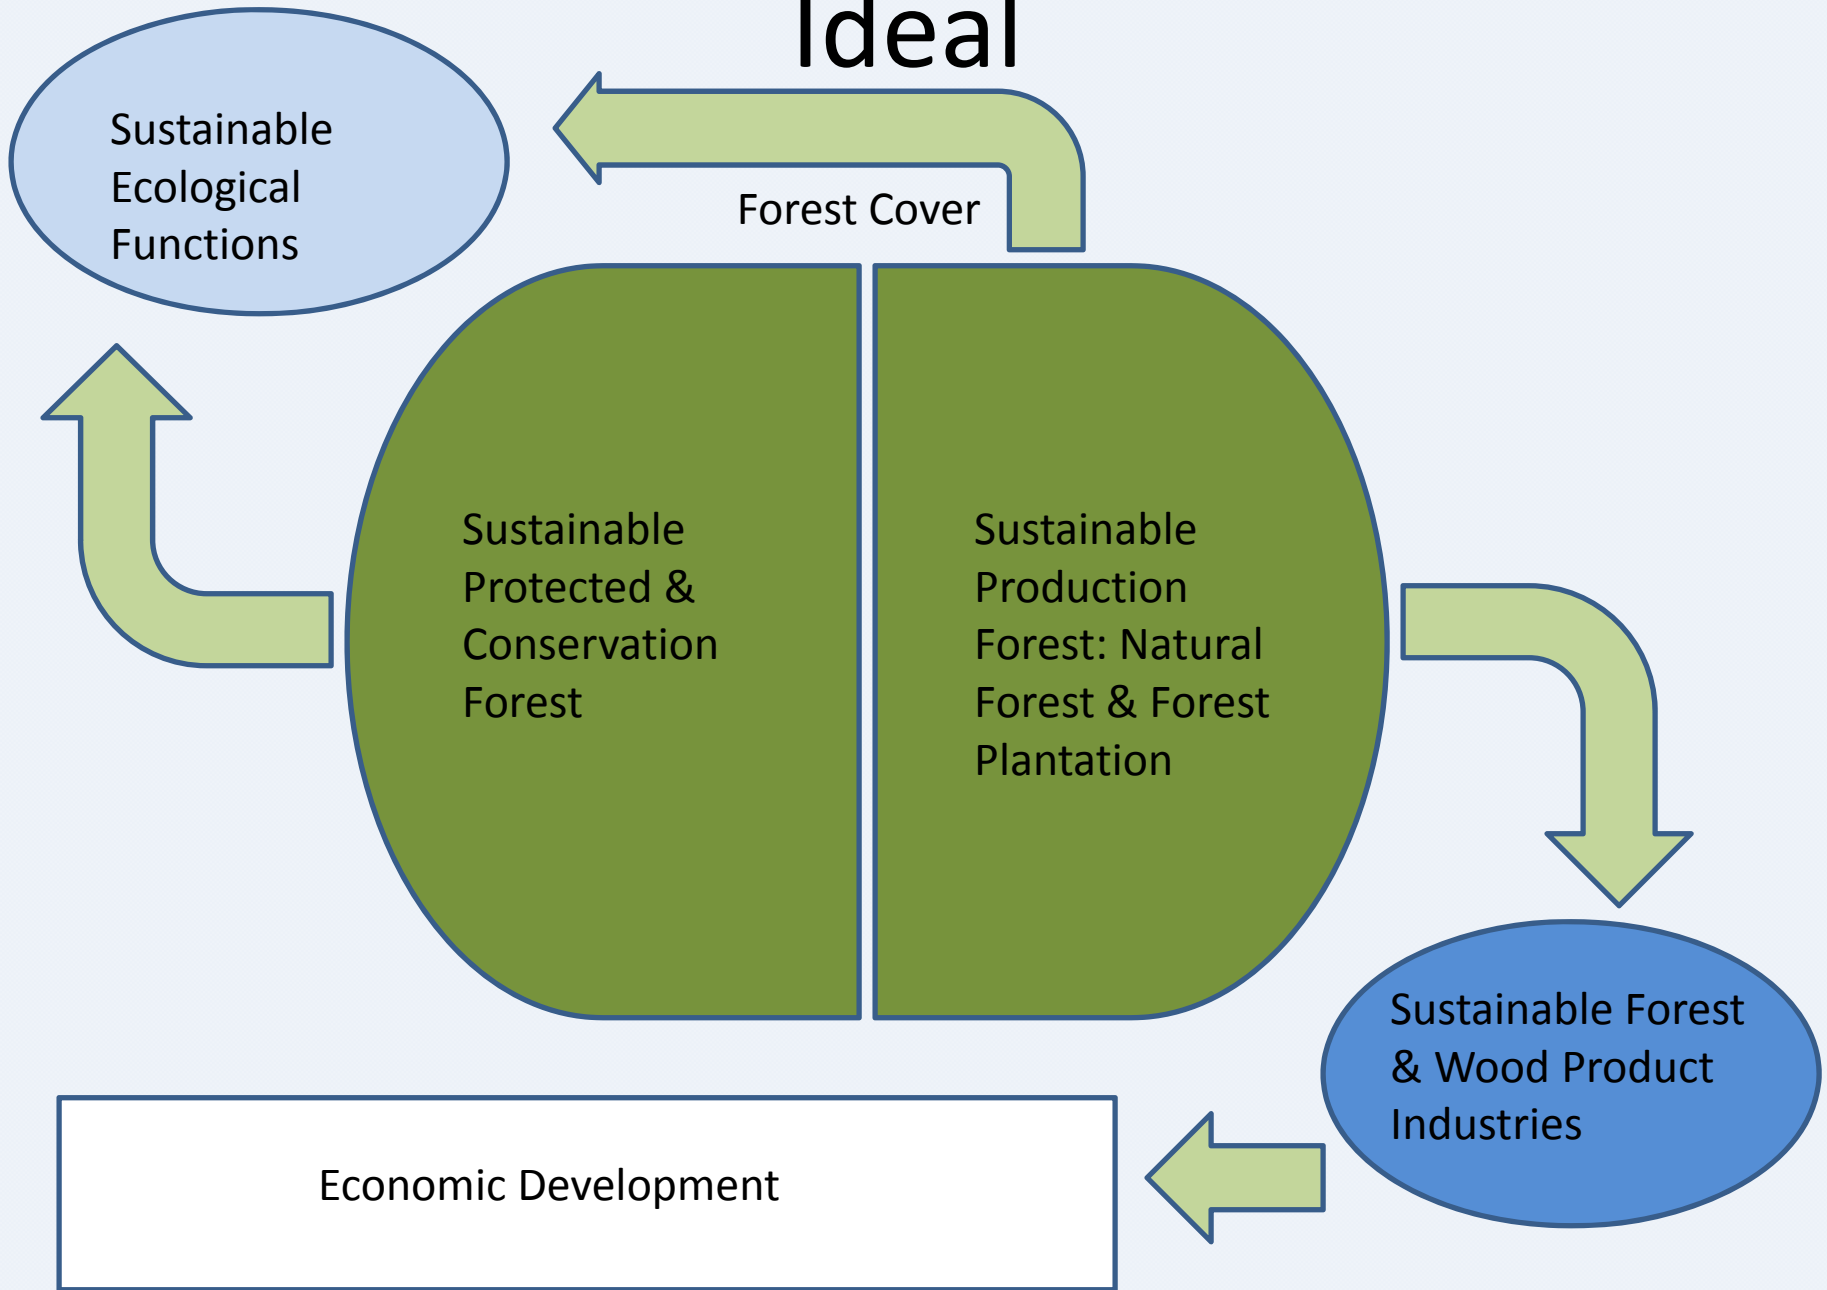 Ideal
Sustainable
Ecological
Functions
Forest Cover
Sustainable
Protected &
Conservation
Forest
Sustainable
Production
Forest: Natural
Forest & Forest
Plantation
Sustainable Forest
& Wood Product
Industries
Economic Development